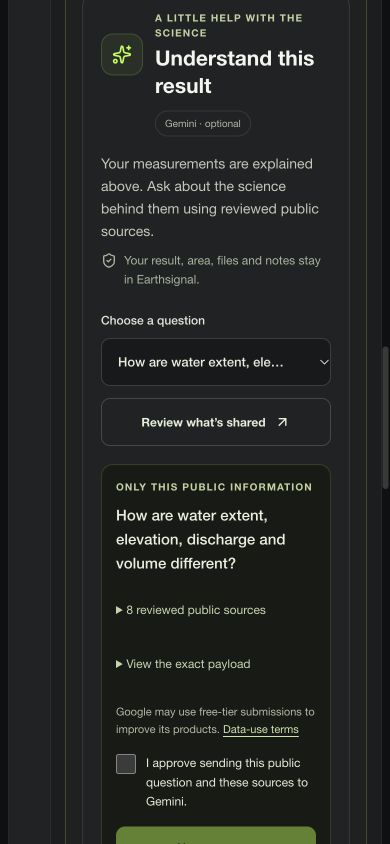 A LITTLE HELP WITH THE
SCIENCE
Understand this
result
Gemini · optional
Your measurements are explained
above. Ask about the science
behind them using reviewed public
sources.
Your result, area, files and notes stay
in Earthsignal.
Choose a question
How are water extent, ele...
Review what's shared
ONLY THIS PUBLIC INFORMATION
How are water extent,
elevation, discharge and
volume different?
8 reviewed public sources
View the exact payload
Google may use free-tier submissions to
improve its products. Data-use terms
I approve sending this public
question and these sources to
Gemini.